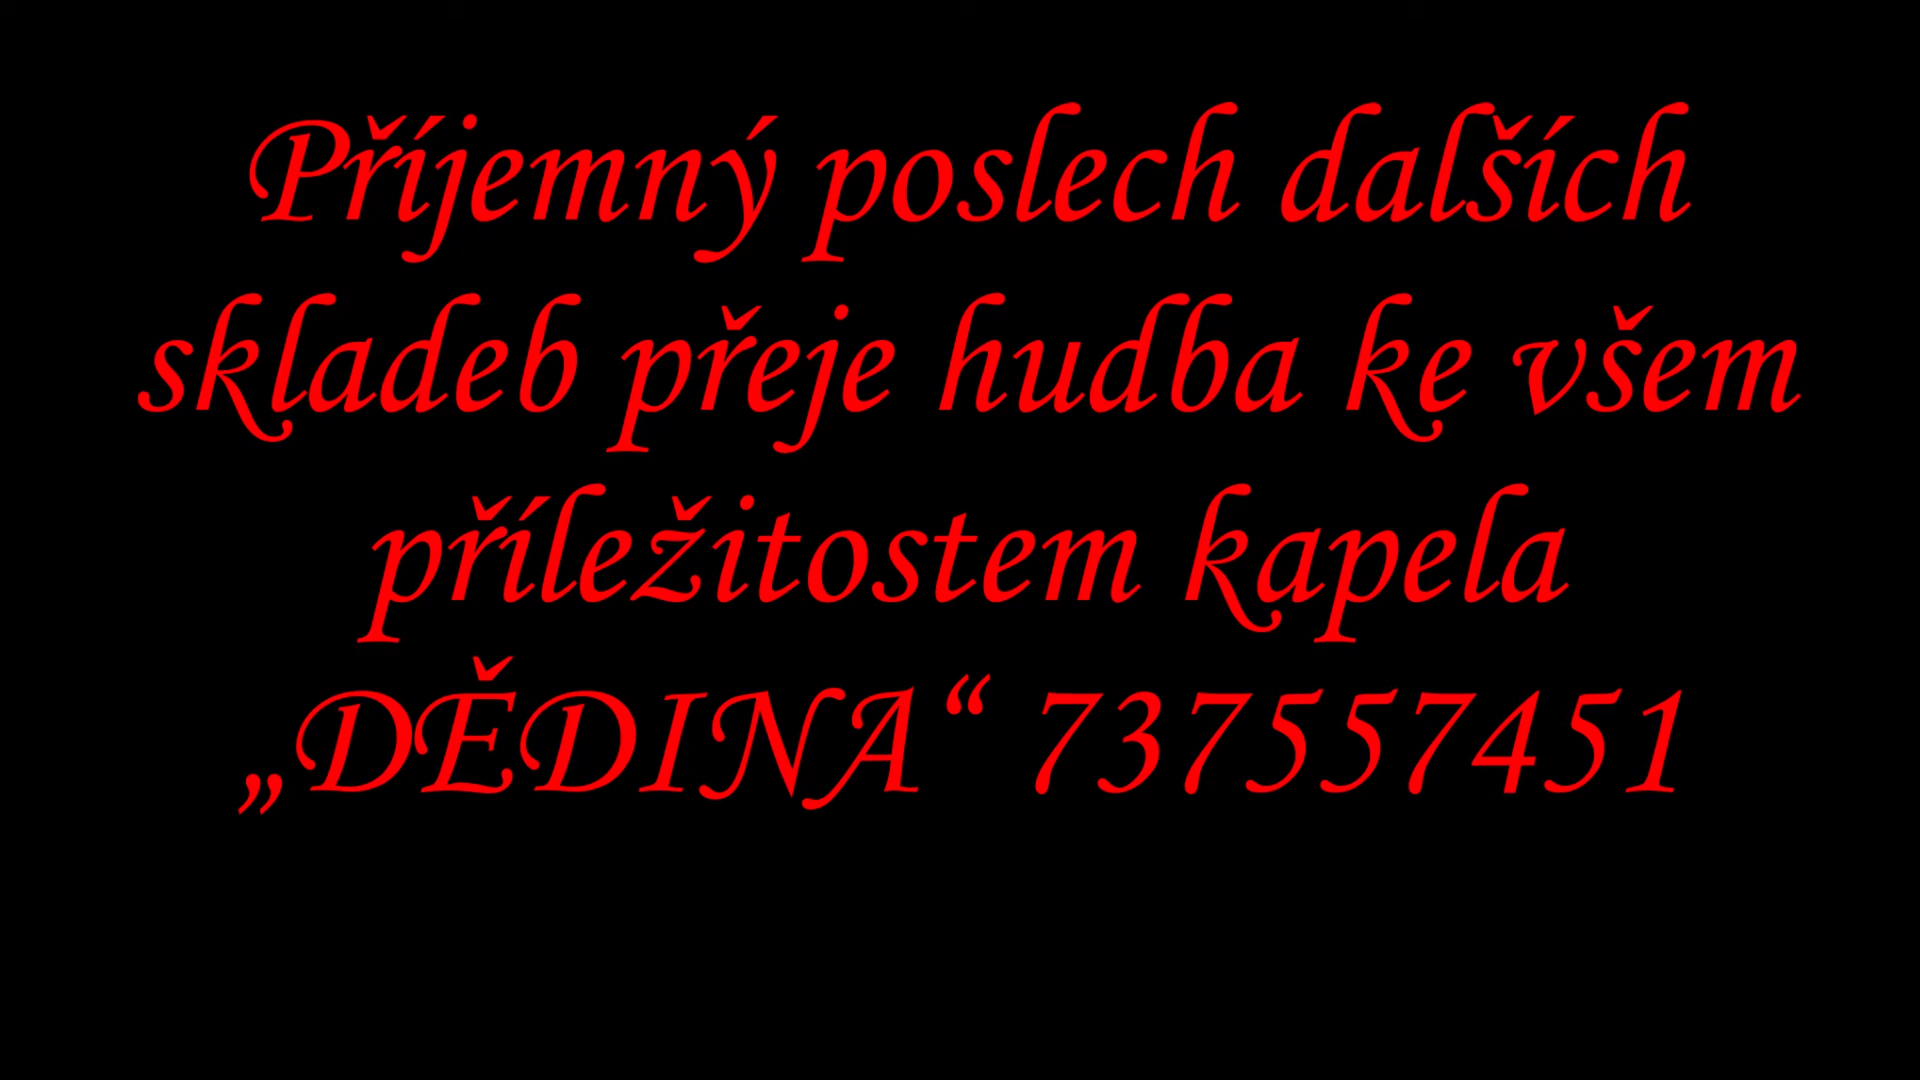 Příjemný poslech dalších
skladeb přeje hudba ke všem
příležitostem kapela
„DĚDINA“ 737557451